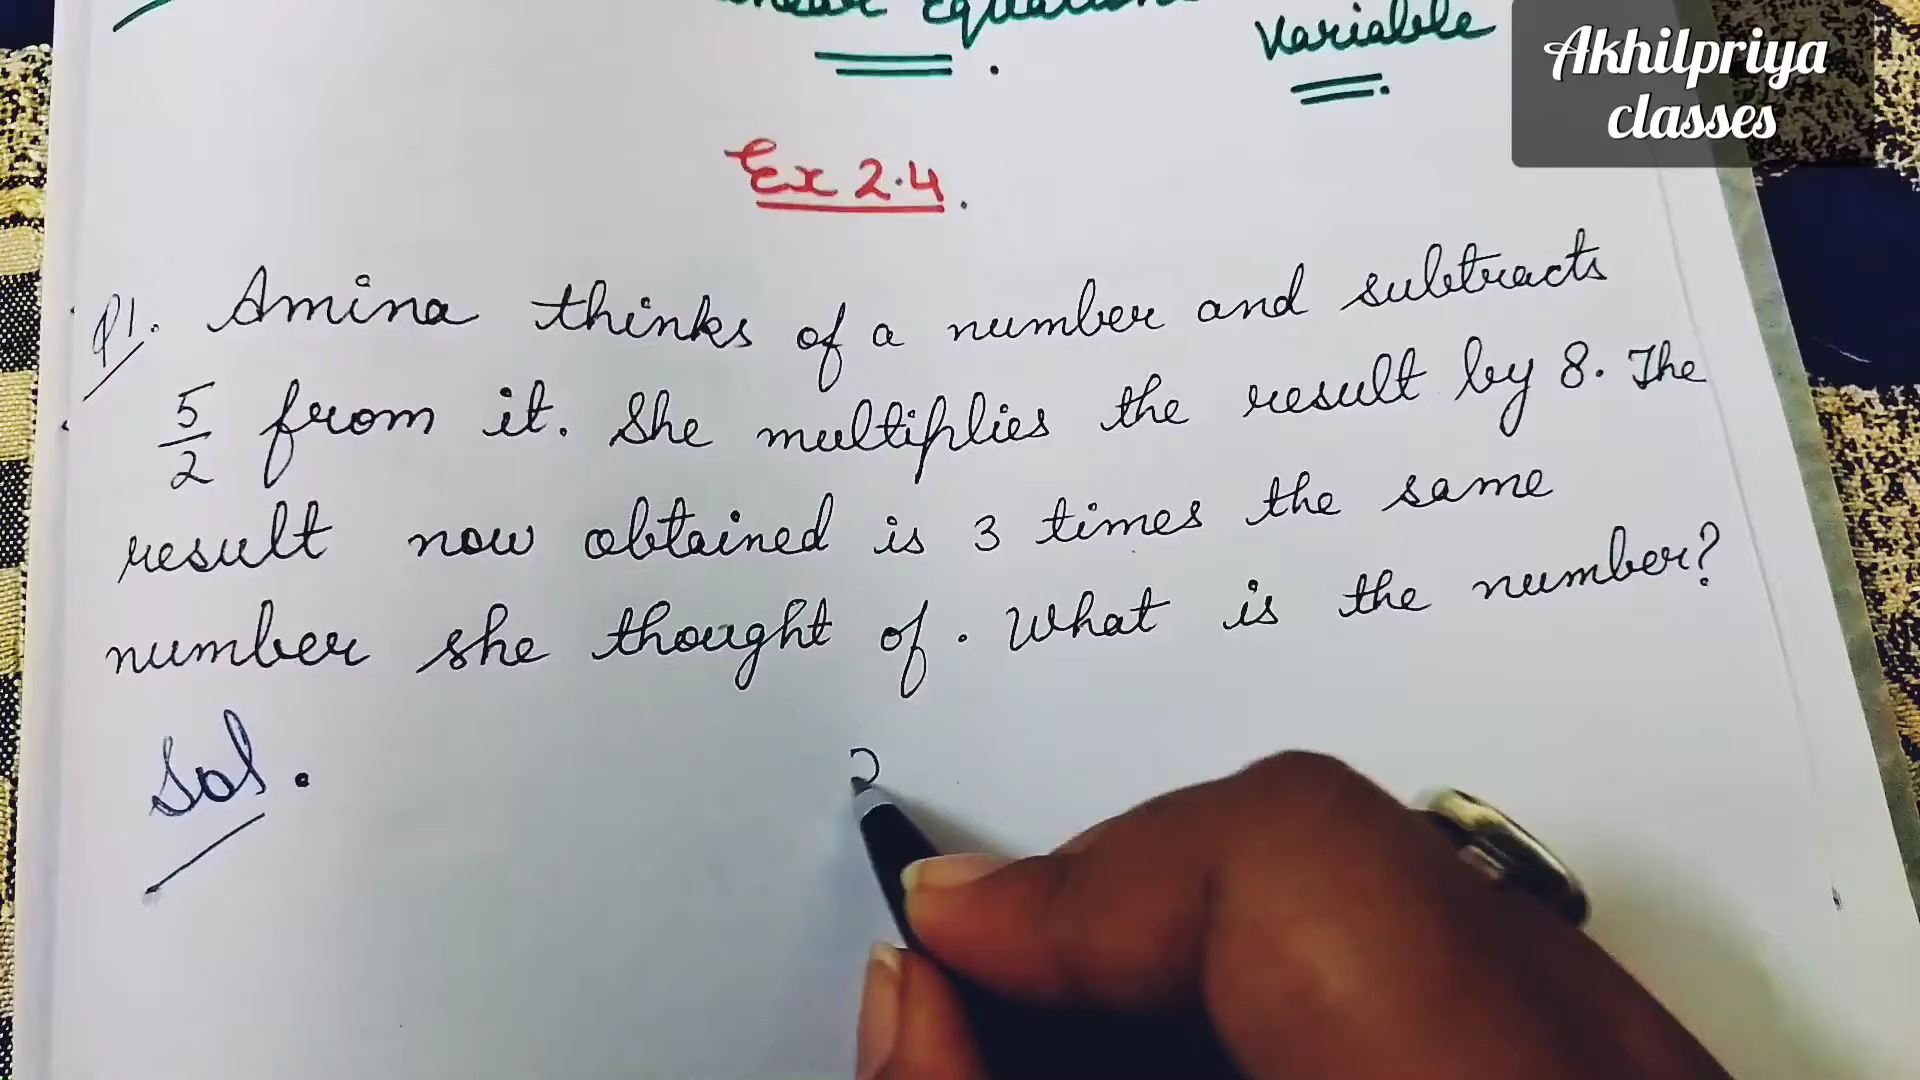 Equations
variable
Akhilpriya
classes
Ex 2.4.
Q1. Amina thinks of a number and subtracts
5/2 from it. She multiplies the result by 8. The
result now obtained is 3 times the same
number she thought of. What is the number?
Sol.